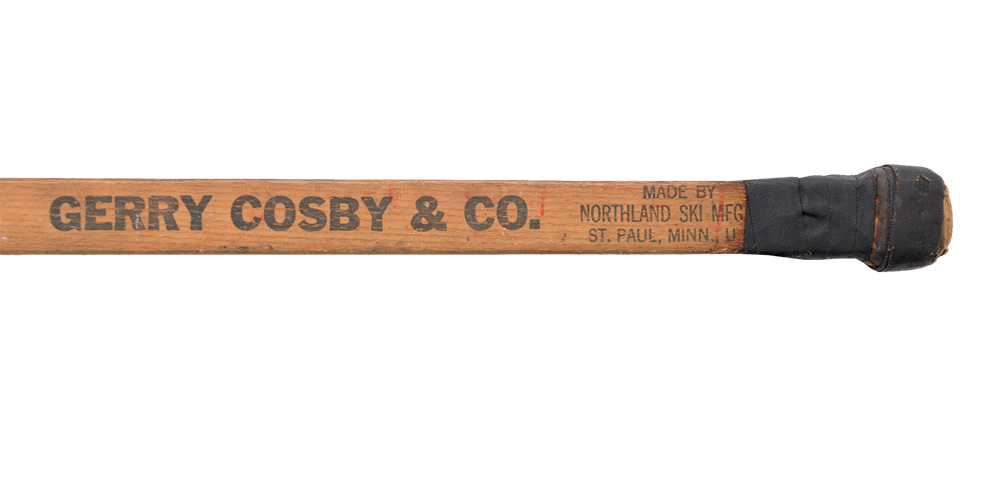 GERRY COSBY & CO.
MADE BY
NORTHLAND SKI MFG
ST. PAUL, MINN., U